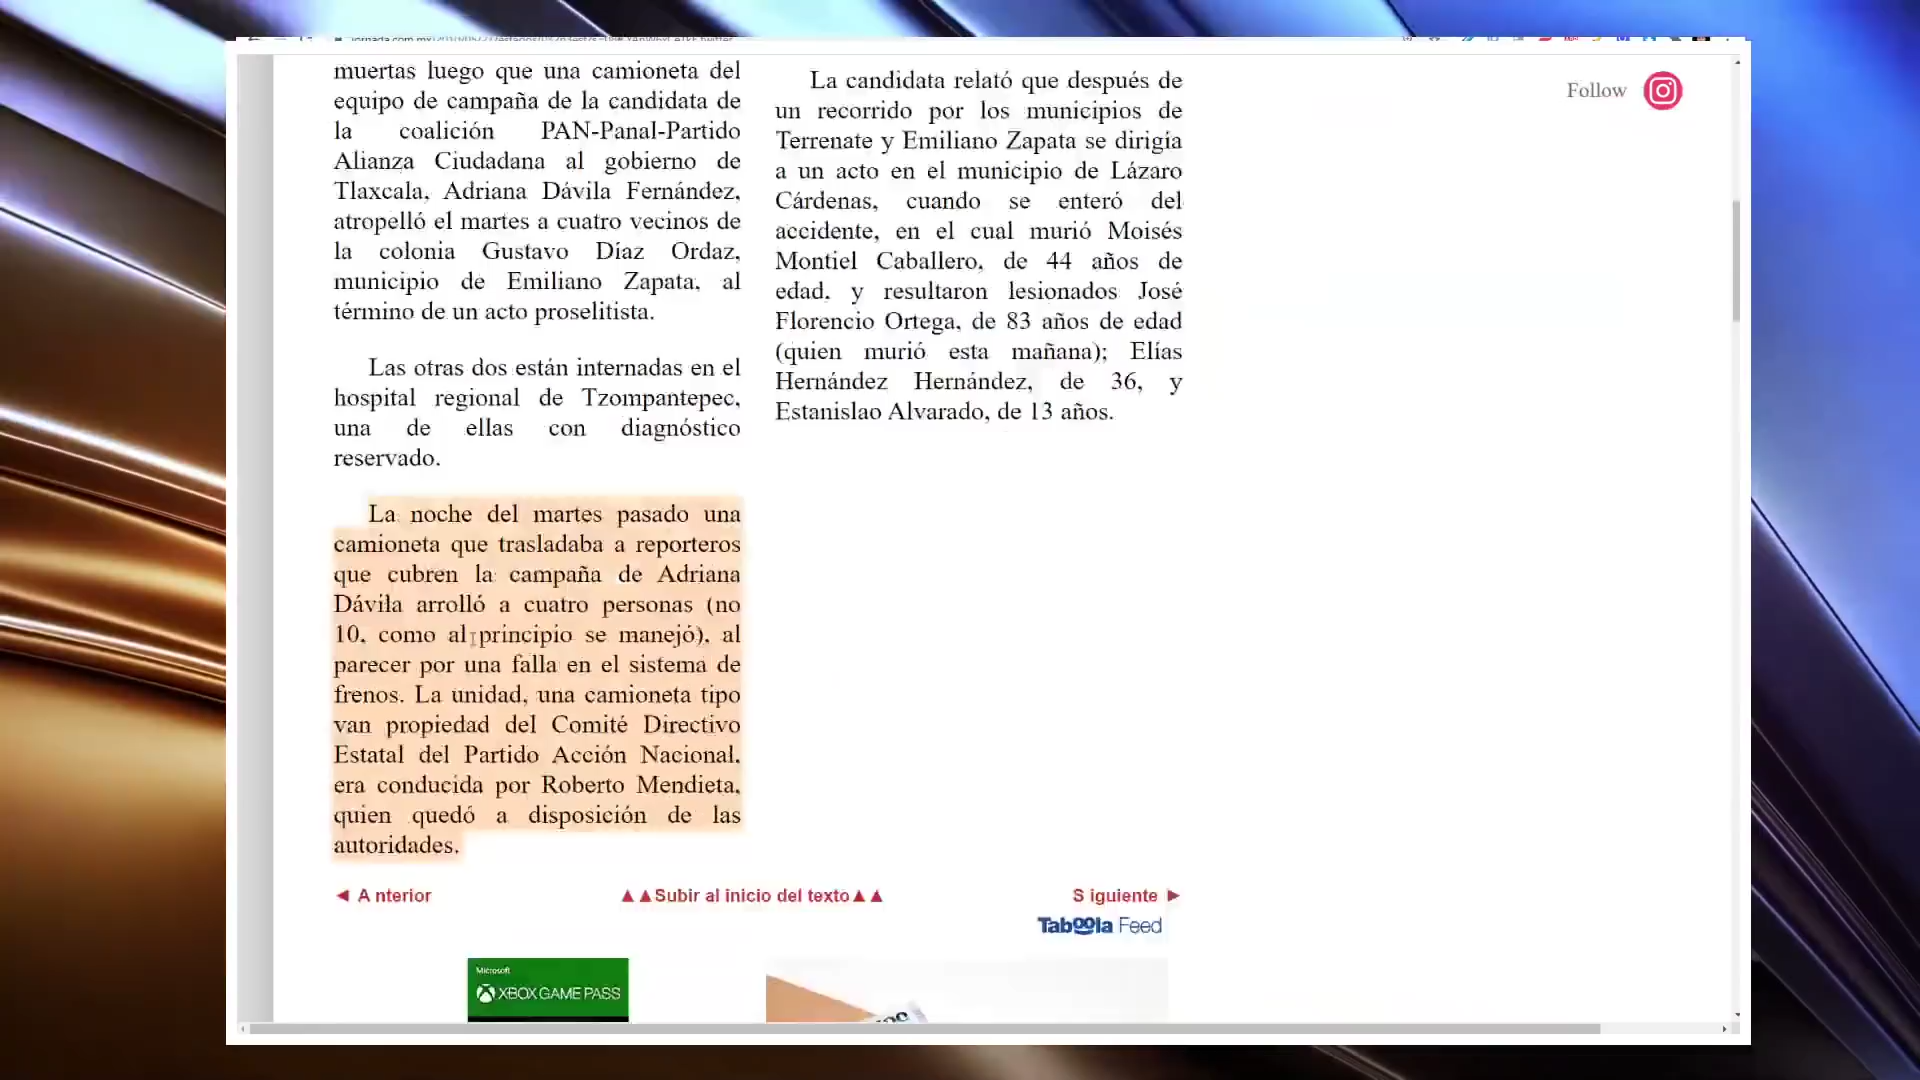 muertas luego que una camioneta del
equipo de campaña de la candidata de
la coalición PAN-Panal-Partido
Alianza Ciudadana al gobierno de
Tlaxcala, Adriana Dávila Fernández,
atropelló el martes a cuatro vecinos de
la colonia Gustavo Díaz Ordaz,
municipio de Emiliano Zapata, al
término de un acto proselitista.
Las otras dos están internadas en el
hospital regional de Tzompantepec,
una de ellas con diagnóstico
reservado.
La noche del martes pasado una
camioneta que trasladaba a reporteros
que cubren la campaña de Adriana
Dávila arrolló a cuatro personas (no
10, como al principio se manejó), al
parecer por una falla en el sistema de
frenos. La unidad, una camioneta tipo
van propiedad del Comité Directivo
Estatal del Partido Acción Nacional,
era conducida por Roberto Mendieta,
quien quedó a disposición de las
autoridades.
La candidata relató que después de
un recorrido por los municipios de
Terrenate y Emiliano Zapata se dirigía
a un acto en el municipio de Lázaro
Cárdenas, cuando se enteró del
accidente, en el cual murió Moisés
Montiel Caballero, de 44 años de
edad, y resultaron lesionados José
Florencio Ortega, de 83 años de edad
(quien murió esta mañana); Elías
Hernández Hernández, de 36, y
Estanislao Alvarado, de 13 años.
Follow
◄ A nterior
▲▲Subir al inicio del texto▲▲
S iguiente ►
Taboola Feed
Microsoft
XBOX GAME PASS